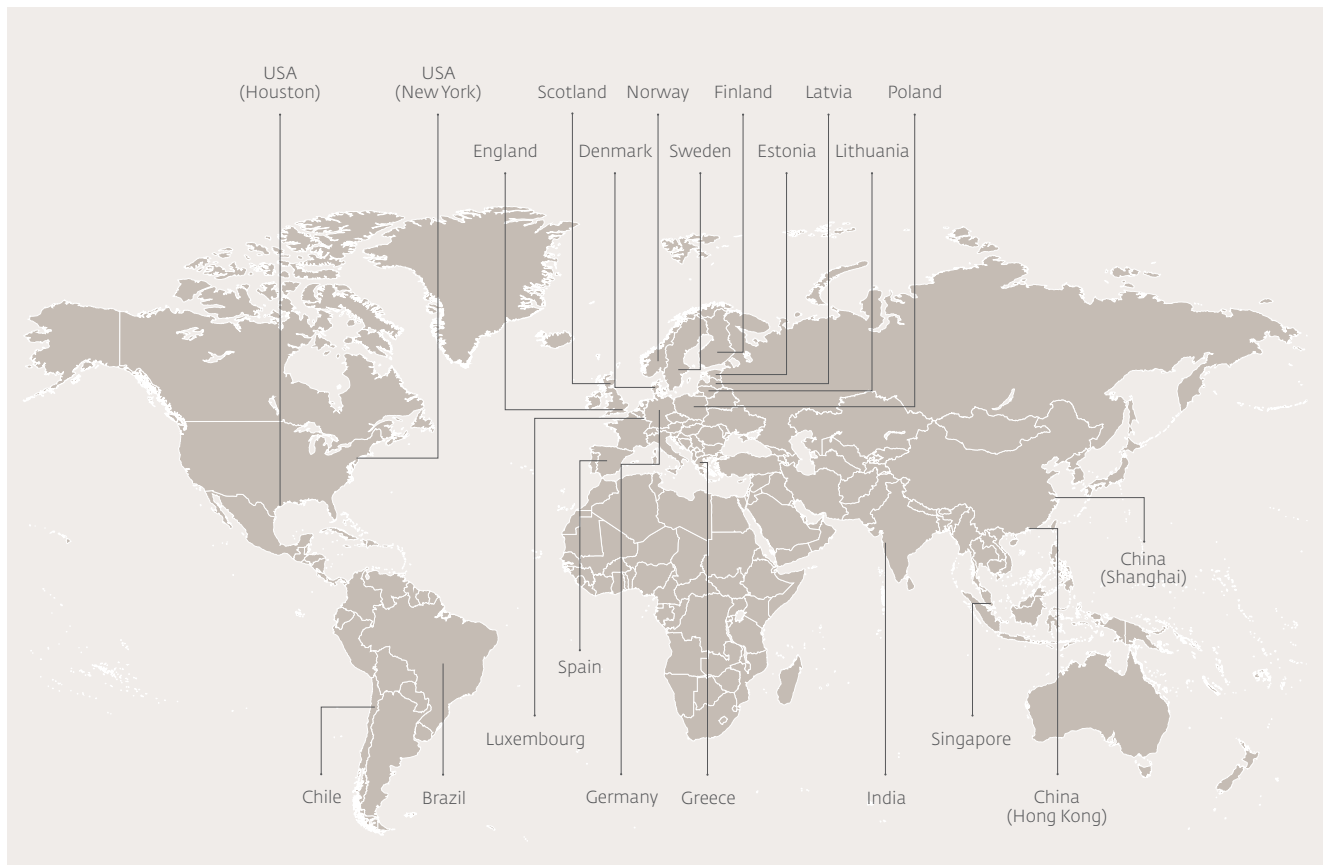 USA
(Houston)
USA
(New York)
Scotland
Norway
Finland
Latvia
Poland
England
Denmark
Sweden
Estonia
Lithuania
China
(Shanghai)
Spain
Luxembourg
Singapore
Chile
Brazil
Germany
Greece
India
China
(Hong Kong)